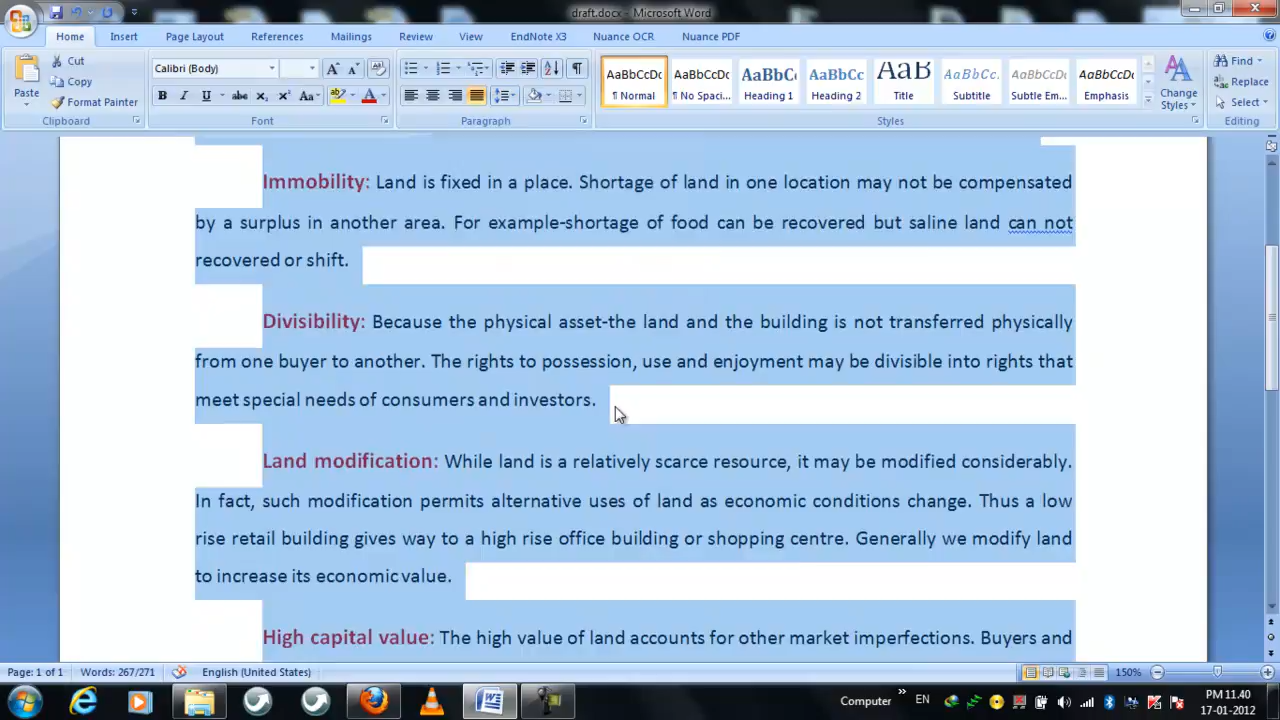 draft.docx - Microsoft Word
Home Insert Page Layout References Mailings Review View EndNote X3 Nuance OCR Nuance PDF
Paste
Cut
Copy
Format Painter
Clipboard
Calibri (Body)
Font
Paragraph
AaBbCcDc ¶ Normal
AaBbCcDc ¶ No Spaci...
AaBbC‹ Heading 1
AaBbCc Heading 2
AaB Title
AaBbCc. Subtitle
AaBbCcDc Subtle Em...
AaBbCcDc Emphasis
Change Styles
Styles
Find
Replace
Select
Editing
Immobility: Land is fixed in a place. Shortage of land in one location may not be compensated
by a surplus in another area. For example-shortage of food can be recovered but saline land can not
recovered or shift.
Divisibility: Because the physical asset-the land and the building is not transferred physically
from one buyer to another. The rights to possession, use and enjoyment may be divisible into rights that
meet special needs of consumers and investors.
Land modification: While land is a relatively scarce resource, it may be modified considerably.
In fact, such modification permits alternative uses of land as economic conditions change. Thus a low
rise retail building gives way to a high rise office building or shopping centre. Generally we modify land
to increase its economic value.
High capital value: The high value of land accounts for other market imperfections. Buyers and
Page: 1 of 1 Words: 267/271 English (United States) 150%
Computer » EN PM 11.40
17-01-2012